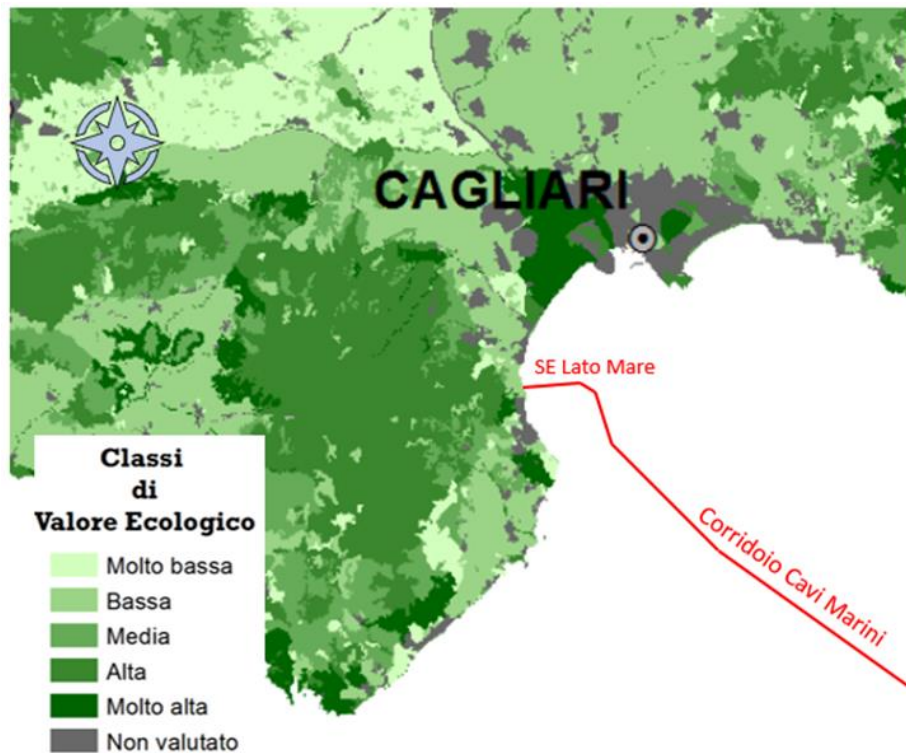 CAGLIARI
SE Lato Mare
Corridoio Cavi Marini
Classi
di
Valore Ecologico
Molto bassa
Bassa
Media
Alta
Molto alta
Non valutato